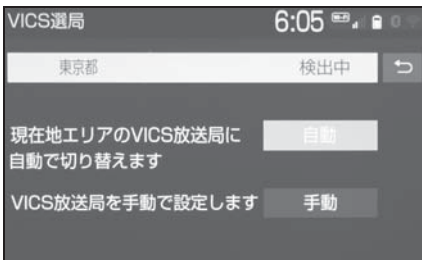 VICS選局
6:05
東京都 検出中
現在地エリアのVICS放送局に
自動で切り替えます
自動
VICS放送局を手動で設定します
手動